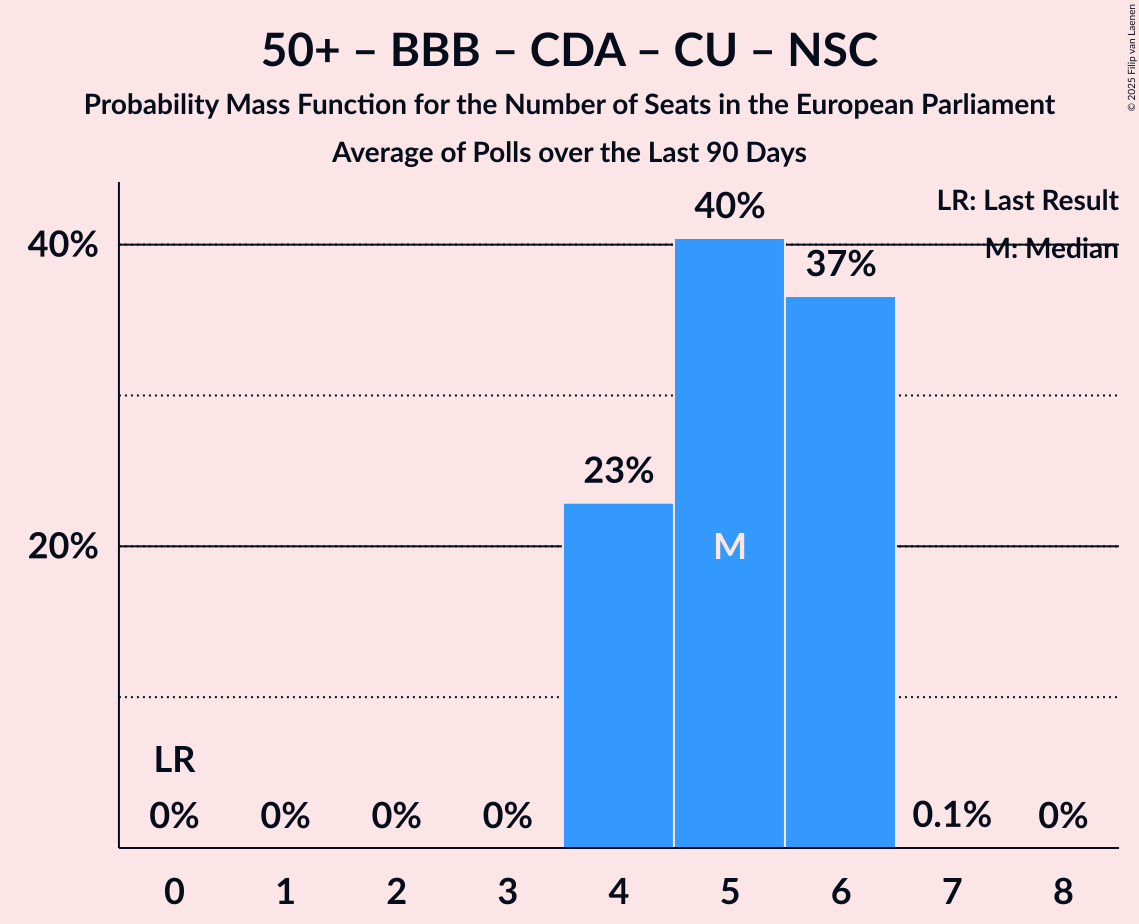 50+ – BBB – CDA – CU – NSC
Probability Mass Function for the Number of Seats in the European Parliament
Average of Polls over the Last 90 Days
© 2025 Filip van Laenen
LR: Last Result
M: Median
40%
20%
40%
37%
23%
M
LR
0% 0% 0% 0% 0.1% 0%
0 1 2 3 4 5 6 7 8